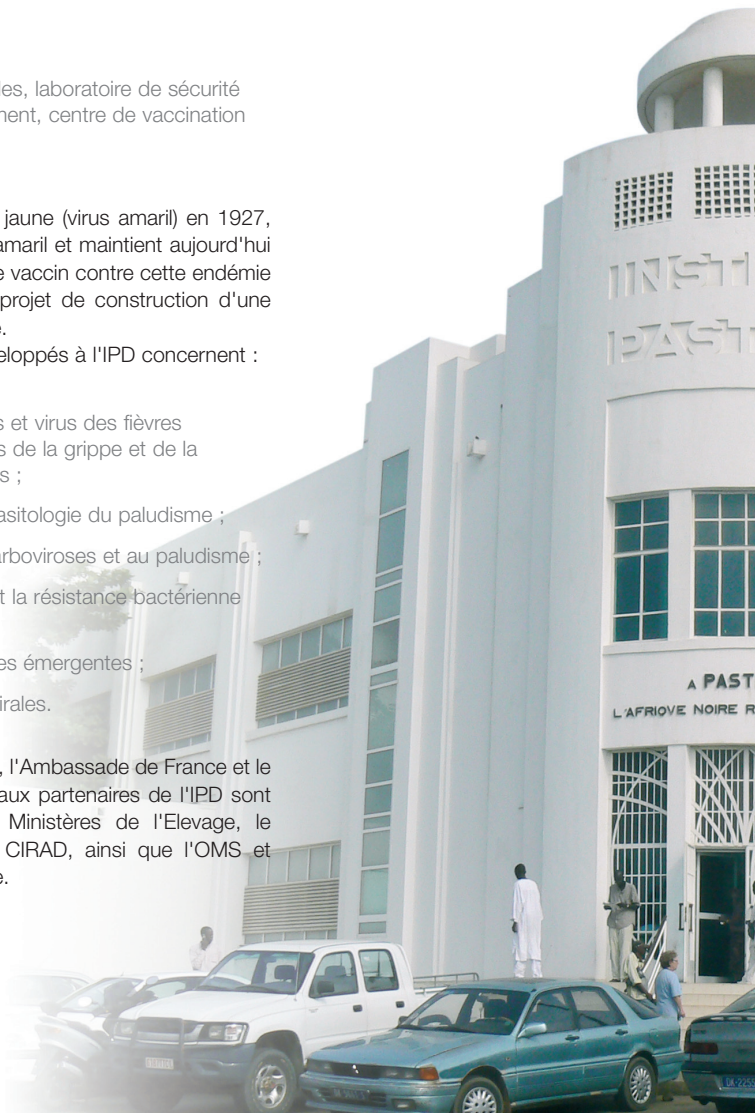 es, laboratoire de sécurité
ment, centre de vaccination
jaune (virus amaril) en 1927,
amaril et maintient aujourd'hui
e vaccin contre cette endémie
projet de construction d'une
e.
eloppés à l'IPD concernent :
s et virus des fièvres
s de la grippe et de la
s ;
asitologie du paludisme ;
arboviroses et au paludisme ;
t la résistance bactérienne
es émergentes ;
irales.
, l'Ambassade de France et le
aux partenaires de l'IPD sont
Ministères de l'Elevage, le
CIRAD, ainsi que l'OMS et
e.
INSTI
PAST
A PAST
L'AFRIQVE NOIRE R